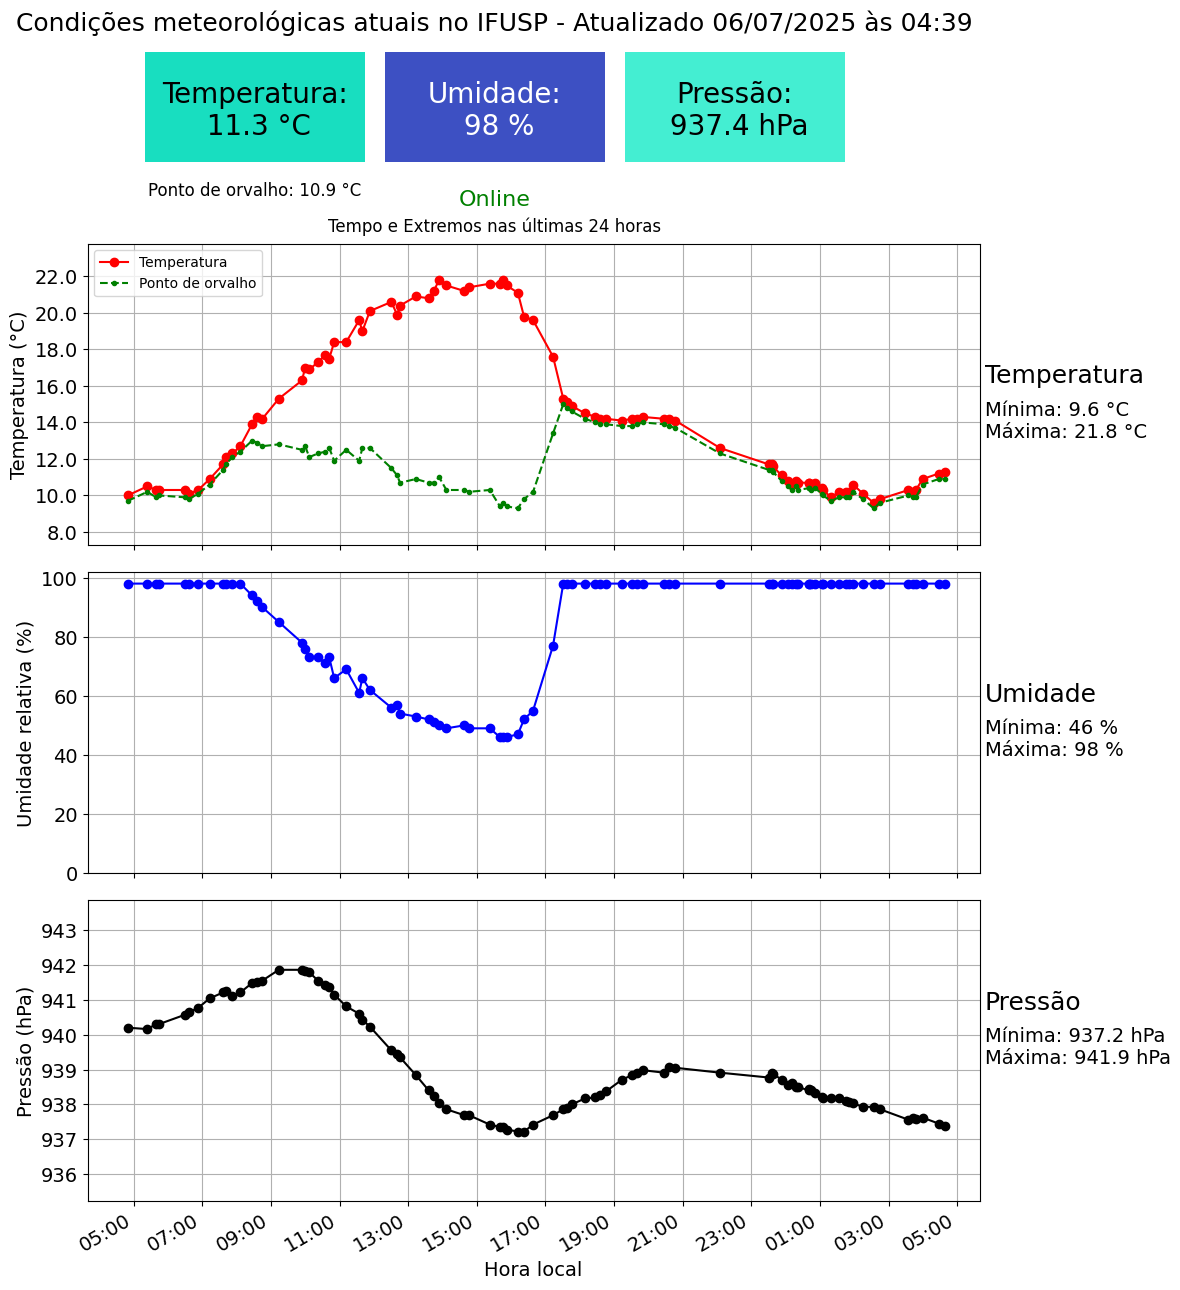 Condições meteorológicas atuais no IFUSP - Atualizado 06/07/2025 às 04:39
Temperatura:
11.3 °C
Umidade:
98 %
Pressão:
937.4 hPa
Ponto de orvalho: 10.9 °C
Online
Tempo e Extremos nas últimas 24 horas
Temperatura
Ponto de orvalho
Temperatura (°C)
22.0
20.0
18.0
16.0
14.0
12.0
10.0
8.0
Temperatura
Mínima: 9.6 °C
Máxima: 21.8 °C
Umidade relativa (%)
100
80
60
40
20
0
Umidade
Mínima: 46 %
Máxima: 98 %
Pressão (hPa)
943
942
941
940
939
938
937
936
Pressão
Mínima: 937.2 hPa
Máxima: 941.9 hPa
05:00 07:00 09:00 11:00 13:00 15:00 17:00 19:00 21:00 23:00 01:00 03:00 05:00
Hora local